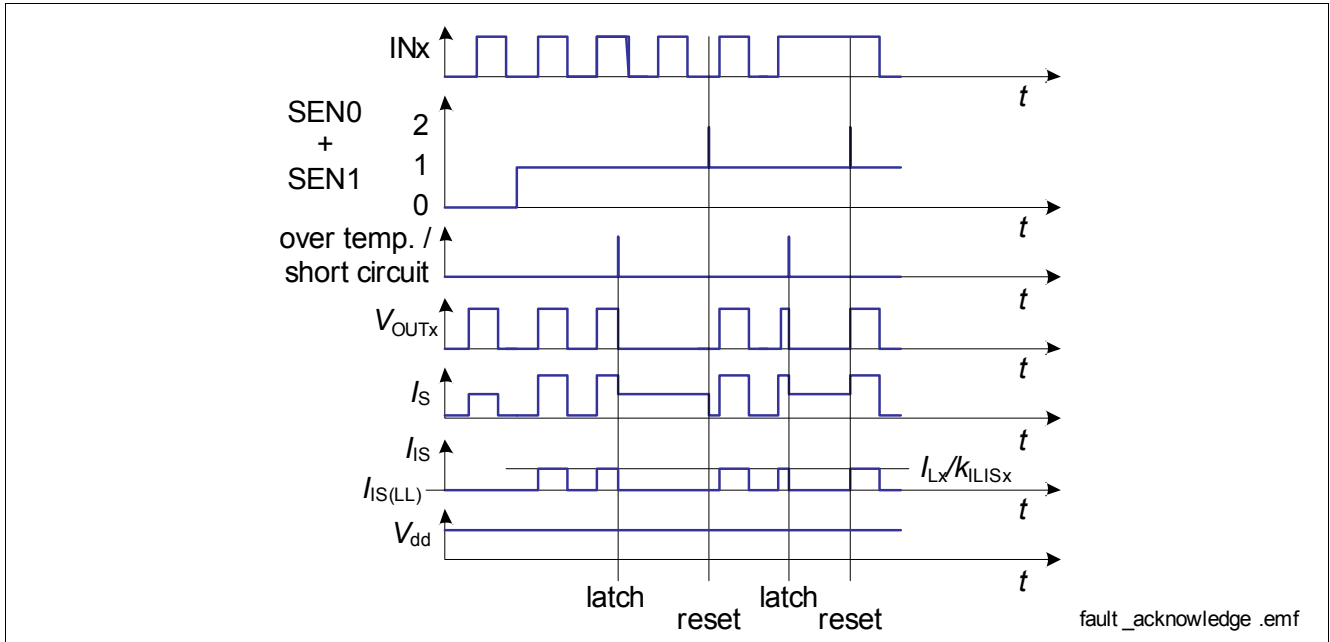 INx
t
SEN0
+
SEN1
2
1
0
t
over temp. /
short circuit
t
VOUTx
t
IS
t
IIS
IIS(LL)
ILx/kILISx
t
Vdd
t
latch
reset
latch
reset
fault _acknowledge .emf